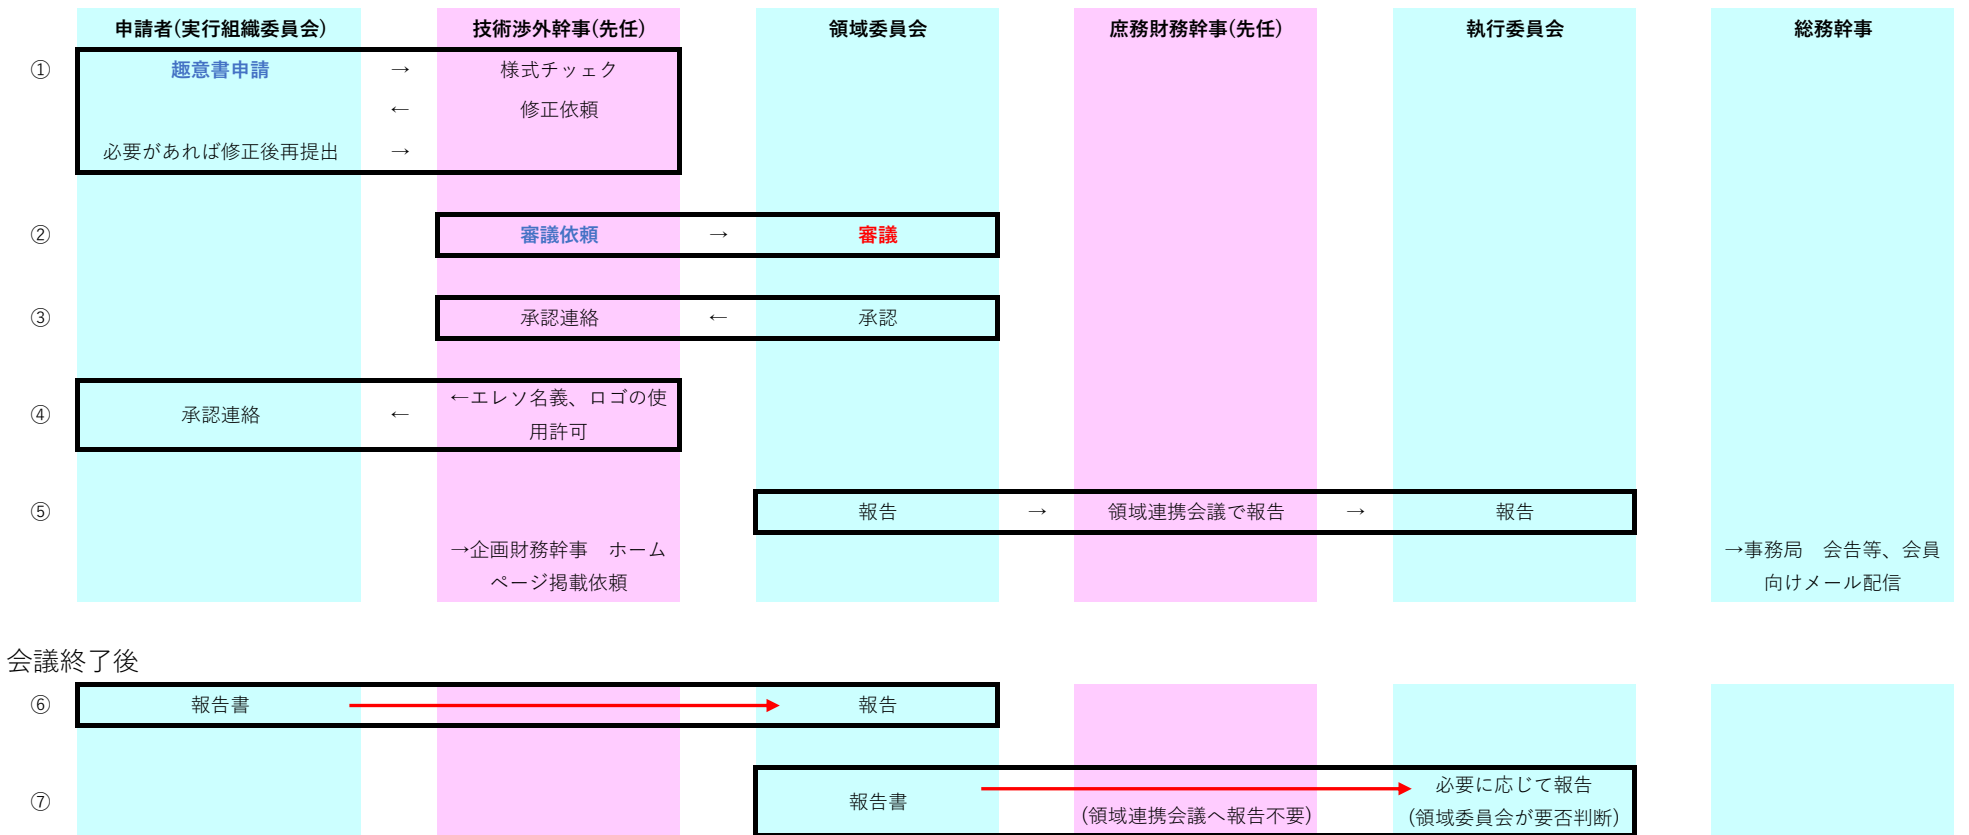 申請者(実行組織委員会) 技術渉外幹事(先任) 領域委員会 庶務財務幹事(先任) 執行委員会 総務幹事
① 趣意書申請 → 様式チッェク
← 修正依頼
必要があれば修正後再提出 →
② 審議依頼 → 審議
③ 承認連絡 ← 承認
④ 承認連絡 ← ←エレソ名義、ロゴの使
用許可
⑤ 報告 → 領域連携会議で報告 → 報告
→企画財務幹事　ホーム
ページ掲載依頼
→事務局　会告等、会員
向けメール配信
会議終了後
⑥ 報告書 報告
⑦ 報告書
(領域連携会議へ報告不要)
必要に応じて報告
(領域委員会が要否判断)